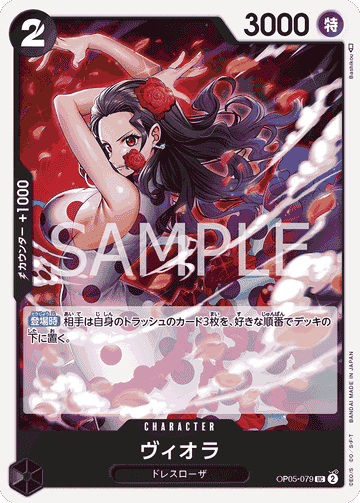 2
3000
特
Bashikou
カウンター +1000
SAMPLE
登場時 相手は自身のトラッシュのカード3枚を、好きな順番でデッキの
下に置く。
CHARACTER
ヴィオラ
ドレスローザ
OP05-079 UC 2
BANDAI MADE IN JAPAN